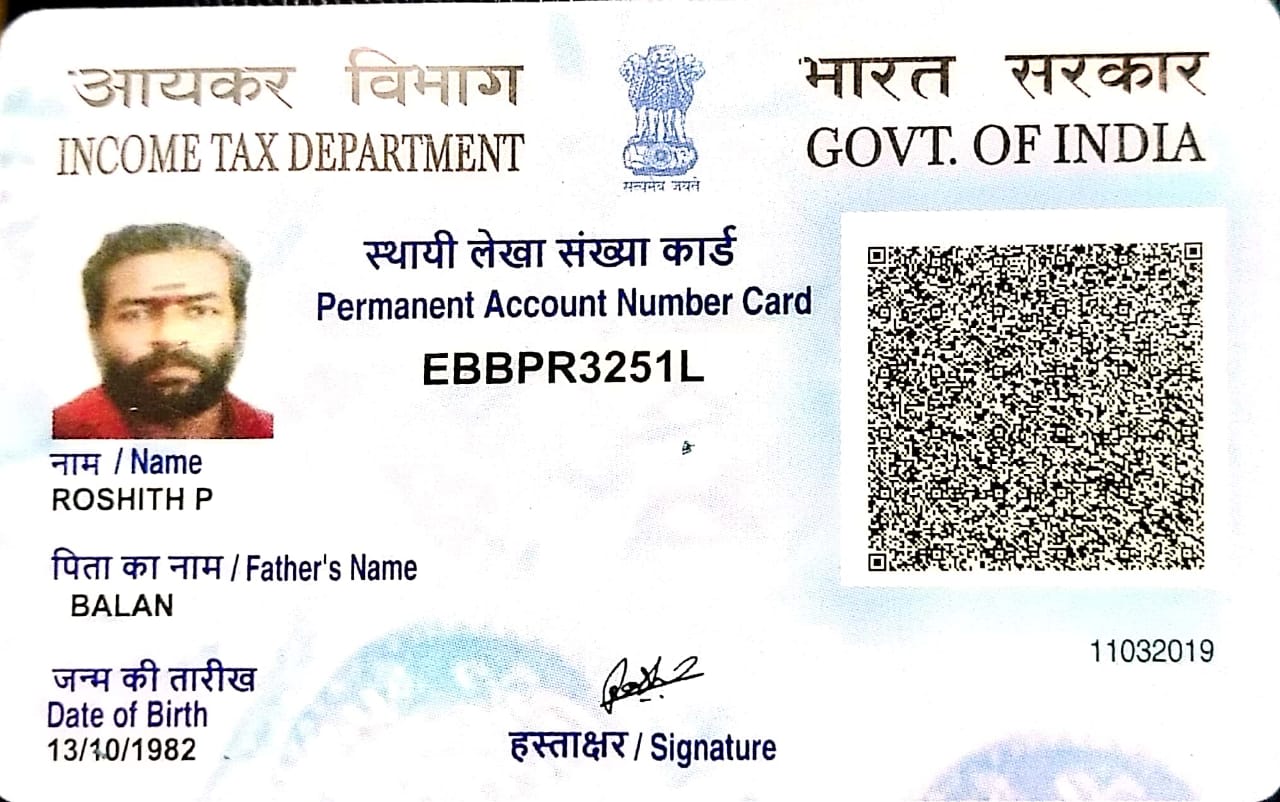 आयकर विभाग
INCOME TAX DEPARTMENT
सत्यमेव जयते
भारत सरकार
GOVT. OF INDIA
स्थायी लेखा संख्या कार्ड
Permanent Account Number Card
EBBPR3251L
नाम / Name
ROSHITH P
पिता का नाम / Father's Name
BALAN
11032019
जन्म की तारीख
Date of Birth
13/10/1982
हस्ताक्षर / Signature